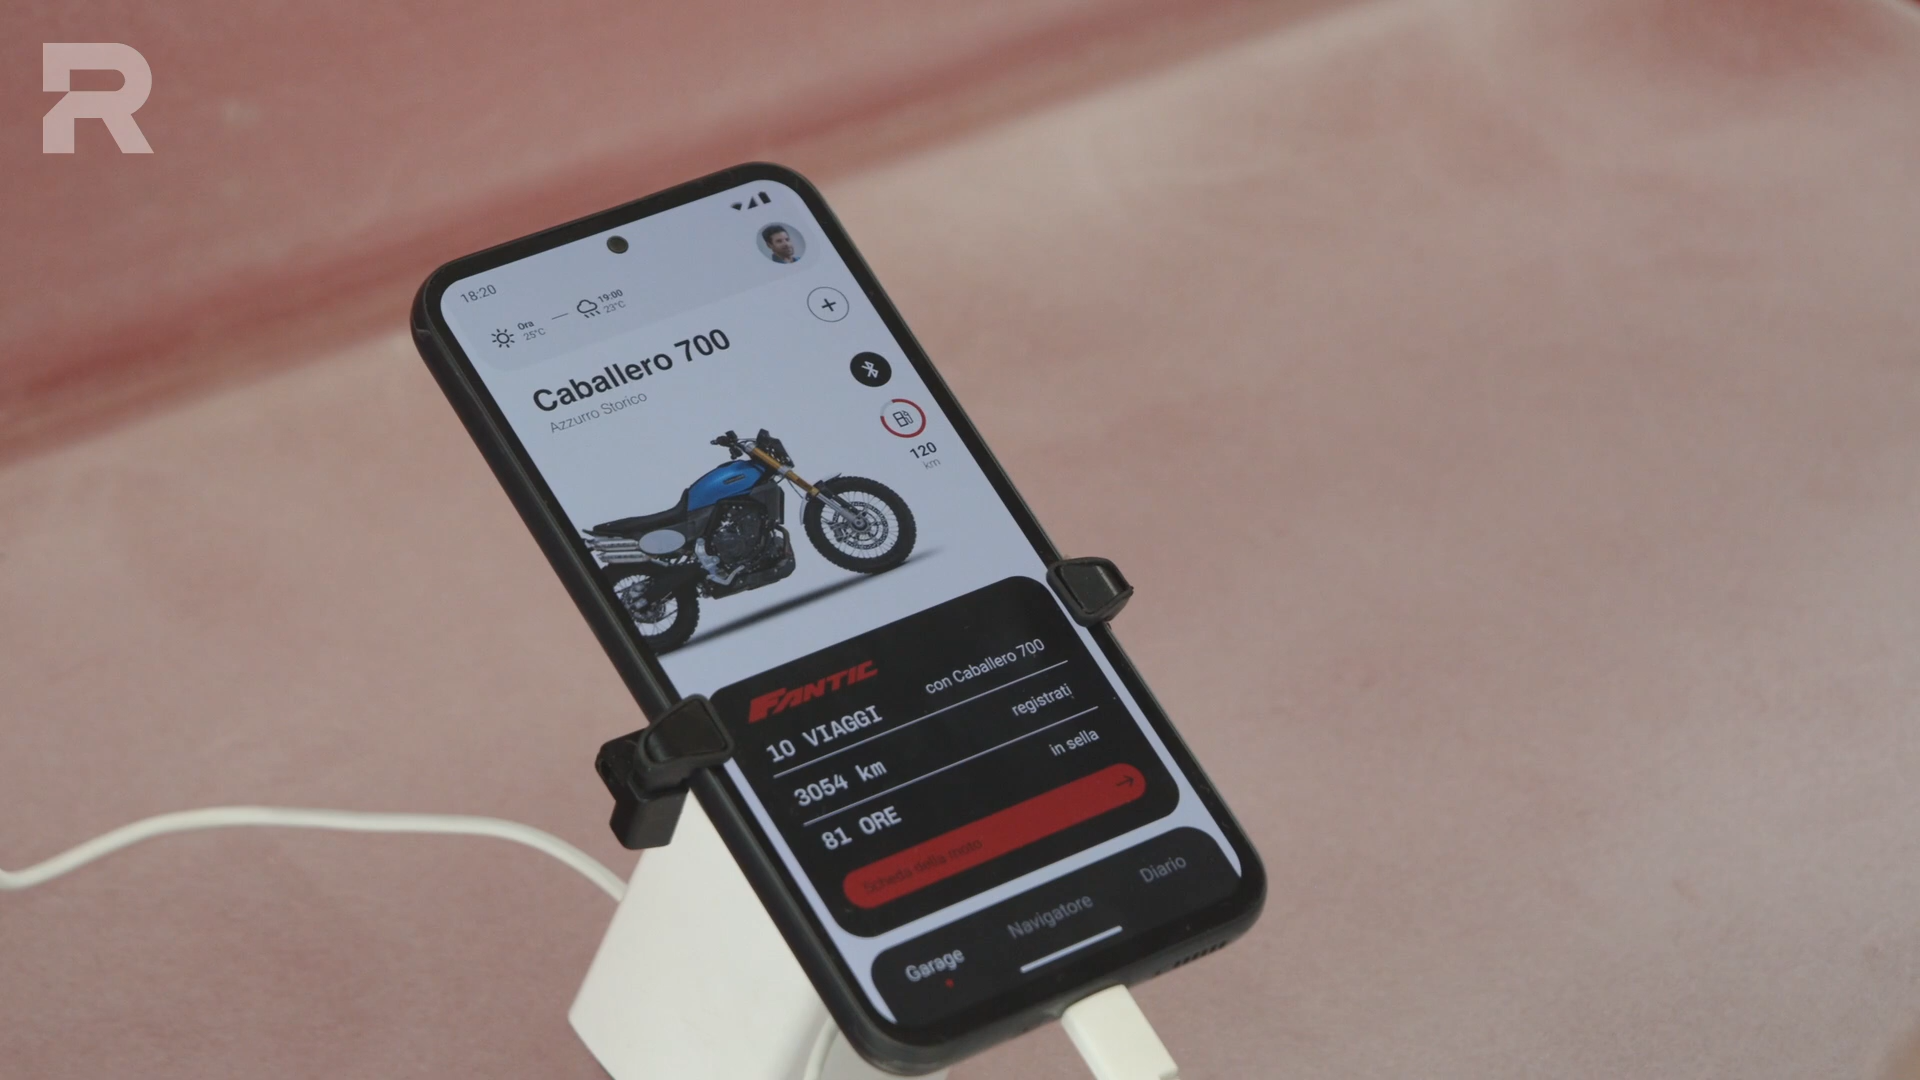 R
18:20
Ora
25°C
19:00
23°C
Caballero 700
Azzurro Storico
120
km
FANTIC
10 VIAGGI con Caballero 700
3054 km registrati
81 ORE in sella
Scheda della moto
Garage Navigatore Diario